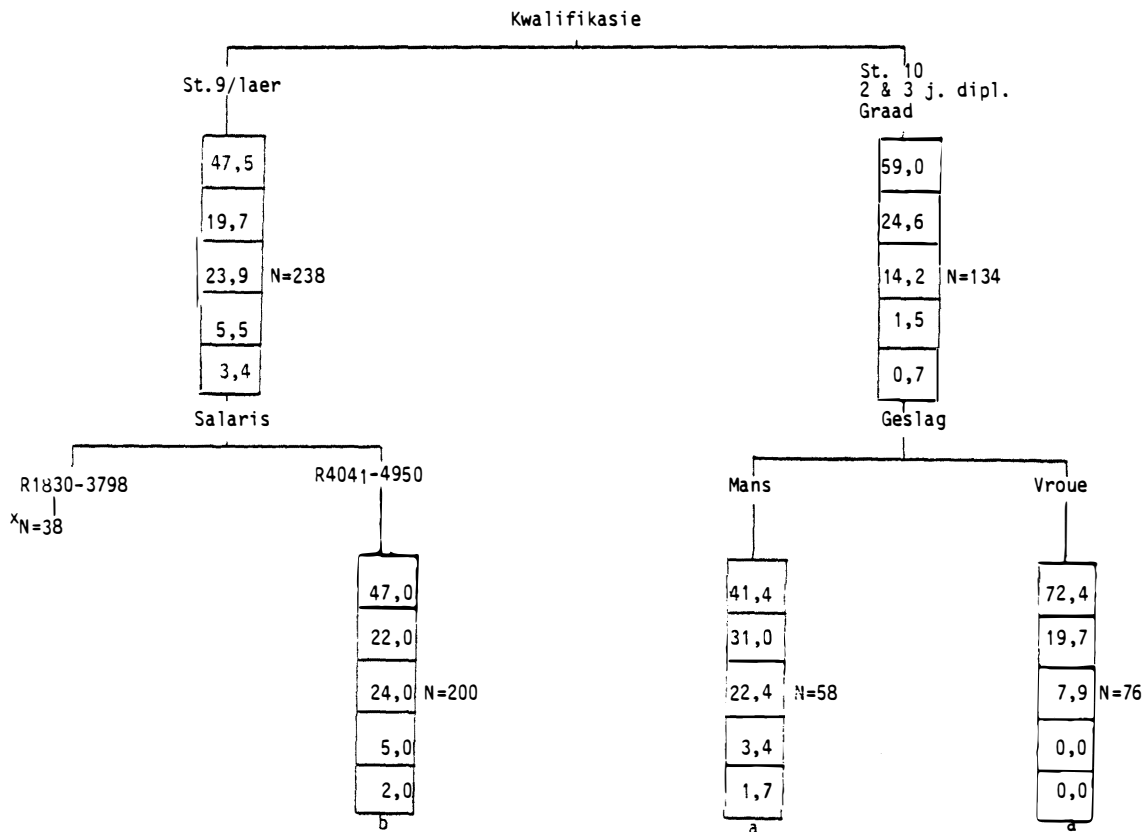 Kwalifikasie
St.9/laer
St. 10
2 & 3 j. dipl.
Graad
47,5
19,7
23,9 N=238
5,5
3,4
59,0
24,6
14,2 N=134
1,5
0,7
Salaris
Geslag
R1830-3798
xN=38
R4041-4950
Mans
Vroue
47,0
22,0
24,0 N=200
5,0
2,0
b
41,4
31,0
22,4 N=58
3,4
1,7
a
72,4
19,7
7,9 N=76
0,0
0,0
a